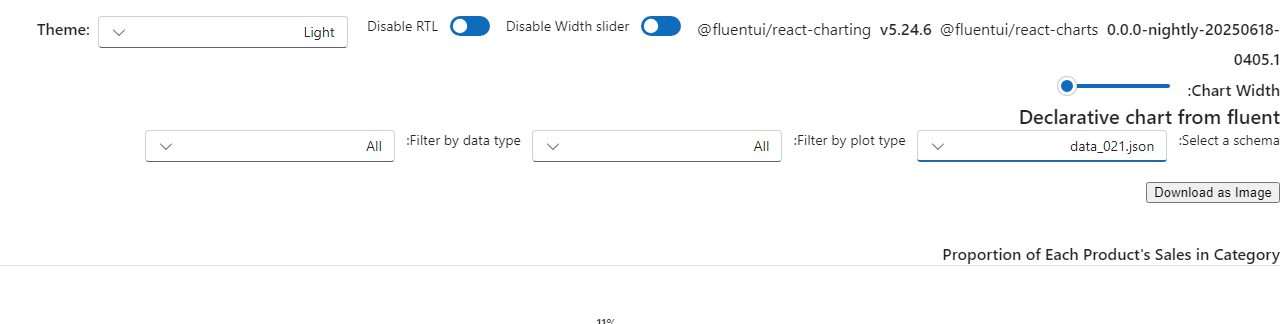 Theme: Light Disable RTL Disable Width slider @fluentui/react-charting v5.24.6 @fluentui/react-charts 0.0.0-nightly-20250618-
0405.1
:Chart Width
Declarative chart from fluent
:Select a schema data_021.json :Filter by plot type All :Filter by data type All
Download as Image
Proportion of Each Product's Sales in Category
11%